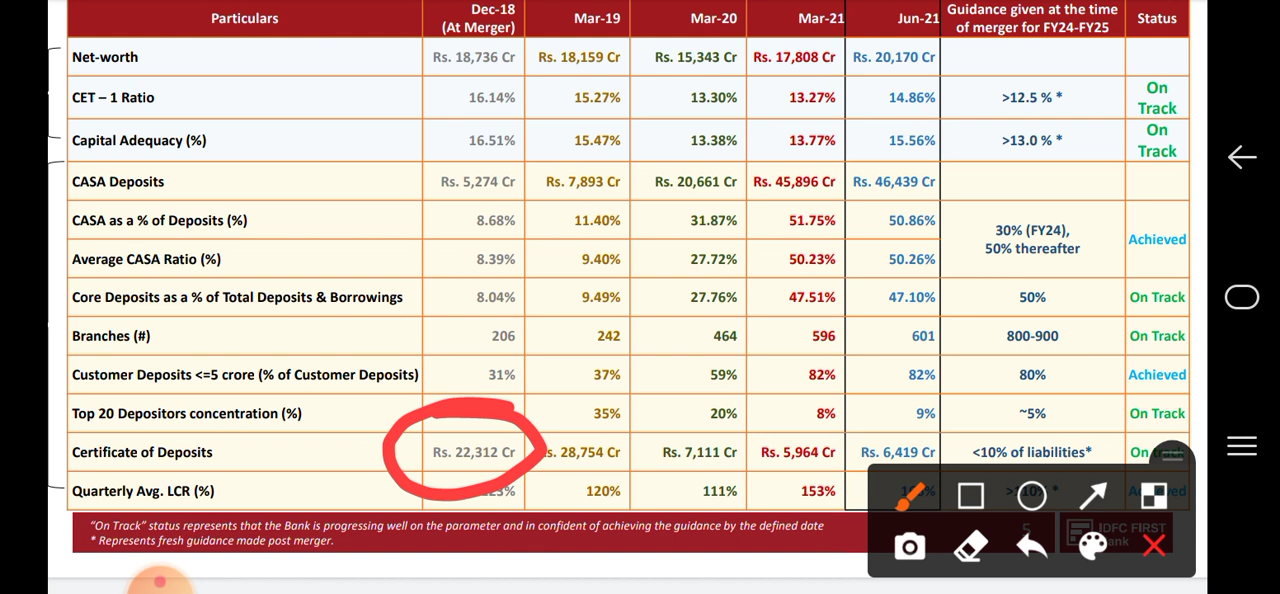 Particulars Dec-18 (At Merger) Mar-19 Mar-20 Mar-21 Jun-21 Guidance given at the time of merger for FY24-FY25 Status
Net-worth Rs. 18,736 Cr Rs. 18,159 Cr Rs. 15,343 Cr Rs. 17,808 Cr Rs. 20,170 Cr
CET – 1 Ratio 16.14% 15.27% 13.30% 13.27% 14.86% >12.5 % * On Track
Capital Adequacy (%) 16.51% 15.47% 13.38% 13.77% 15.56% >13.0 % * On Track
CASA Deposits Rs. 5,274 Cr Rs. 7,893 Cr Rs. 20,661 Cr Rs. 45,896 Cr Rs. 46,439 Cr
CASA as a % of Deposits (%) 8.68% 11.40% 31.87% 51.75% 50.86% 30% (FY24), 50% thereafter Achieved
Average CASA Ratio (%) 8.39% 9.40% 27.72% 50.23% 50.26%
Core Deposits as a % of Total Deposits & Borrowings 8.04% 9.49% 27.76% 47.51% 47.10% 50% On Track
Branches (#) 206 242 464 596 601 800-900 On Track
Customer Deposits <=5 crore (% of Customer Deposits) 31% 37% 59% 82% 82% 80% Achieved
Top 20 Depositors concentration (%) 35% 20% 8% 9% ~5% On Track
Certificate of Deposits Rs. 22,312 Cr Rs. 28,754 Cr Rs. 7,111 Cr Rs. 5,964 Cr Rs. 6,419 Cr <10% of liabilities* On
Quarterly Avg. LCR (%) 120% 111% 153% >110% *
"On Track" status represents that the Bank is progressing well on the parameter and in confident of achieving the guidance by the defined date
* Represents fresh guidance made post merger.
5
IDFC FIRST
Bank